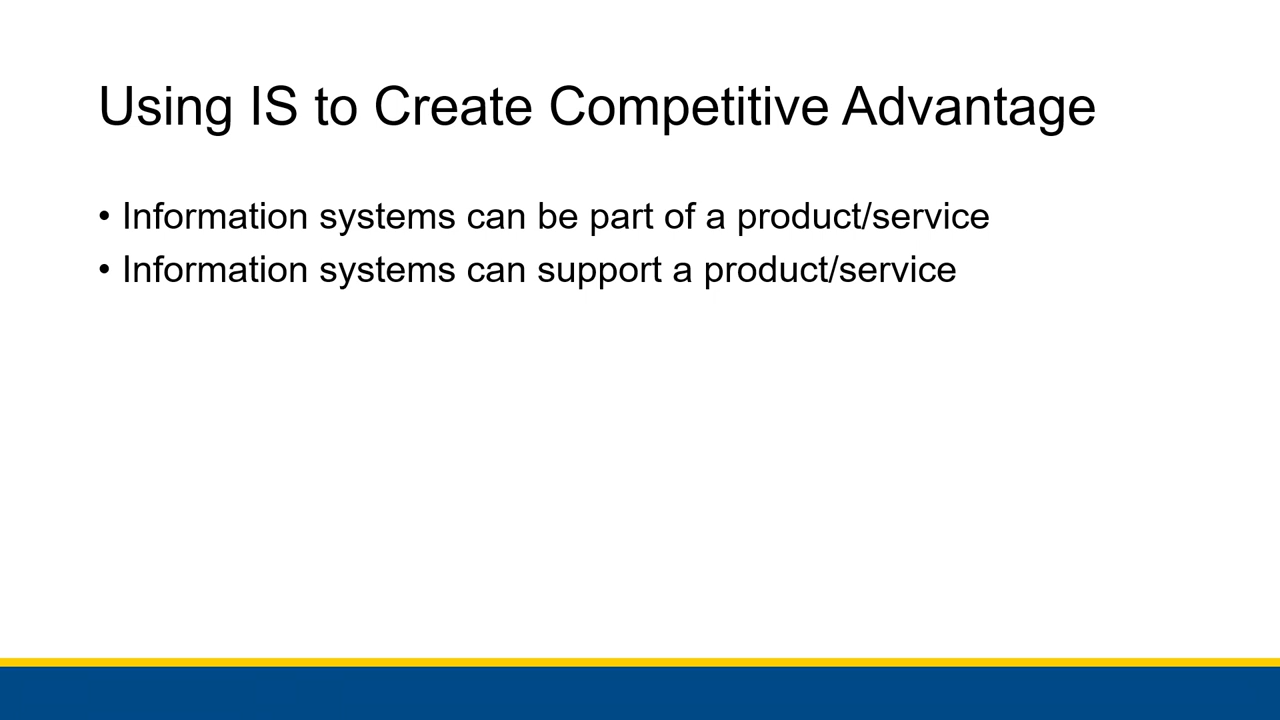 Using IS to Create Competitive Advantage
• Information systems can be part of a product/service
• Information systems can support a product/service